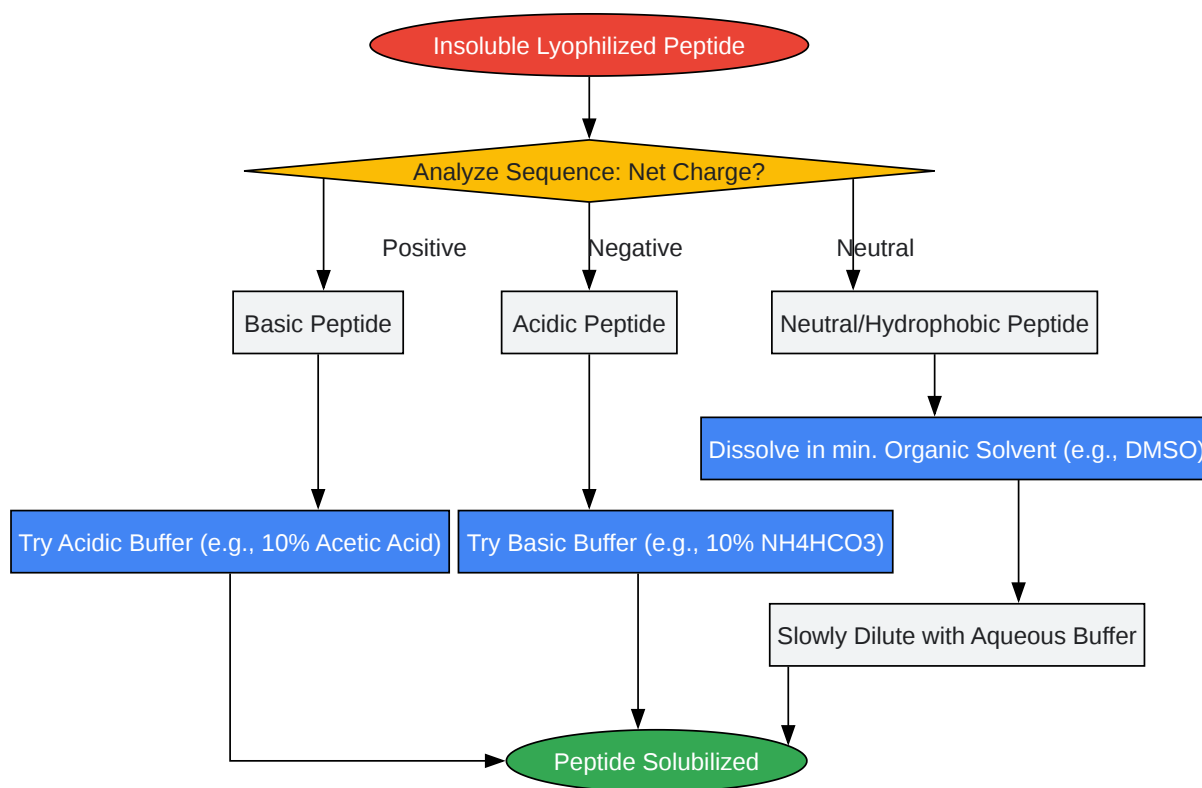 Insoluble Lyophilized Peptide
Analyze Sequence: Net Charge?
Positive
Negative
Neutral
Basic Peptide
Acidic Peptide
Neutral/Hydrophobic Peptide
Dissolve in min. Organic Solvent (e.g., DMSO)
Try Acidic Buffer (e.g., 10% Acetic Acid)
Try Basic Buffer (e.g., 10% NH4HCO3)
Slowly Dilute with Aqueous Buffer
Peptide Solubilized